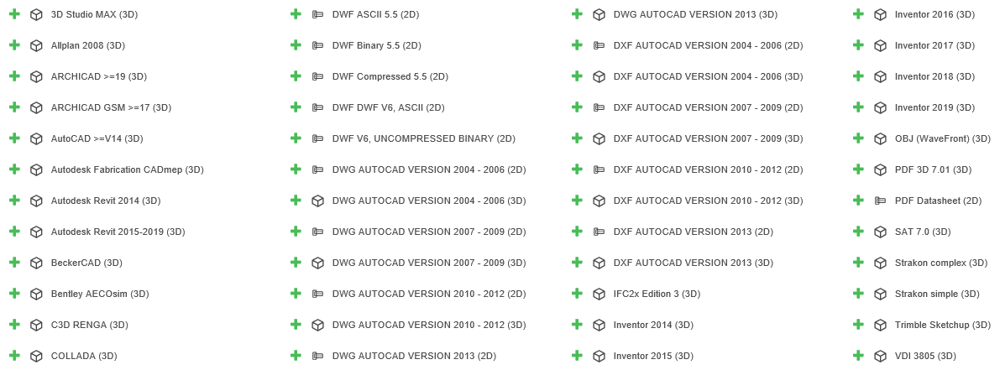 3D Studio MAX (3D)
Allplan 2008 (3D)
ARCHICAD >=19 (3D)
ARCHICAD GSM >=17 (3D)
AutoCAD >=V14 (3D)
Autodesk Fabrication CADmep (3D)
Autodesk Revit 2014 (3D)
Autodesk Revit 2015-2019 (3D)
BeckerCAD (3D)
Bentley AECOsim (3D)
C3D RENGA (3D)
COLLADA (3D)
DWF ASCII 5.5 (2D)
DWF Binary 5.5 (2D)
DWF Compressed 5.5 (2D)
DWF DWF V6, ASCII (2D)
DWF V6, UNCOMPRESSED BINARY (2D)
DWG AUTOCAD VERSION 2004 - 2006 (2D)
DWG AUTOCAD VERSION 2004 - 2006 (3D)
DWG AUTOCAD VERSION 2007 - 2009 (2D)
DWG AUTOCAD VERSION 2007 - 2009 (3D)
DWG AUTOCAD VERSION 2010 - 2012 (2D)
DWG AUTOCAD VERSION 2010 - 2012 (3D)
DWG AUTOCAD VERSION 2013 (2D)
DWG AUTOCAD VERSION 2013 (3D)
DXF AUTOCAD VERSION 2004 - 2006 (2D)
DXF AUTOCAD VERSION 2004 - 2006 (3D)
DXF AUTOCAD VERSION 2007 - 2009 (2D)
DXF AUTOCAD VERSION 2007 - 2009 (3D)
DXF AUTOCAD VERSION 2010 - 2012 (2D)
DXF AUTOCAD VERSION 2010 - 2012 (3D)
DXF AUTOCAD VERSION 2013 (2D)
DXF AUTOCAD VERSION 2013 (3D)
IFC2x Edition 3 (3D)
Inventor 2014 (3D)
Inventor 2015 (3D)
Inventor 2016 (3D)
Inventor 2017 (3D)
Inventor 2018 (3D)
Inventor 2019 (3D)
OBJ (WaveFront) (3D)
PDF 3D 7.01 (3D)
PDF Datasheet (2D)
SAT 7.0 (3D)
Strakon complex (3D)
Strakon simple (3D)
Trimble Sketchup (3D)
VDI 3805 (3D)